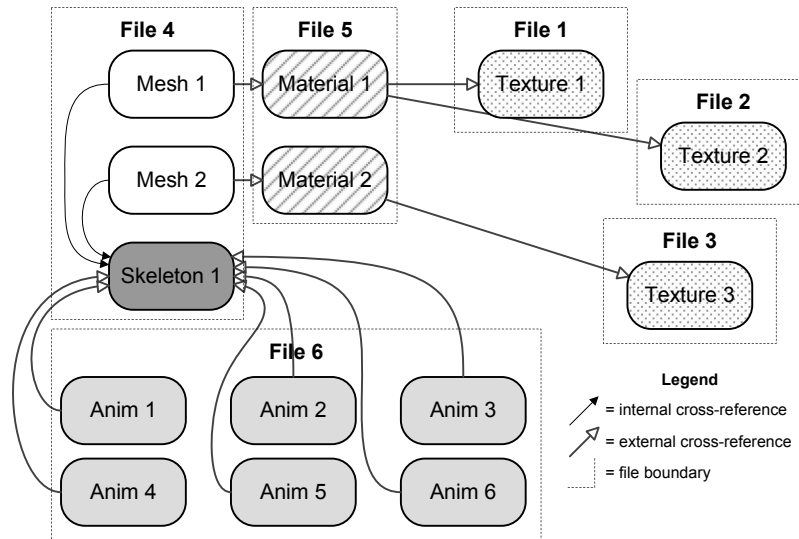 File 4
File 5
File 1
Mesh 1
Material 1
Texture 1
File 2
Texture 2
Mesh 2
Material 2
File 3
Skeleton 1
Texture 3
File 6
Anim 1
Anim 2
Anim 3
Anim 4
Anim 5
Anim 6
Legend
= internal cross-reference
= external cross-reference
= file boundary